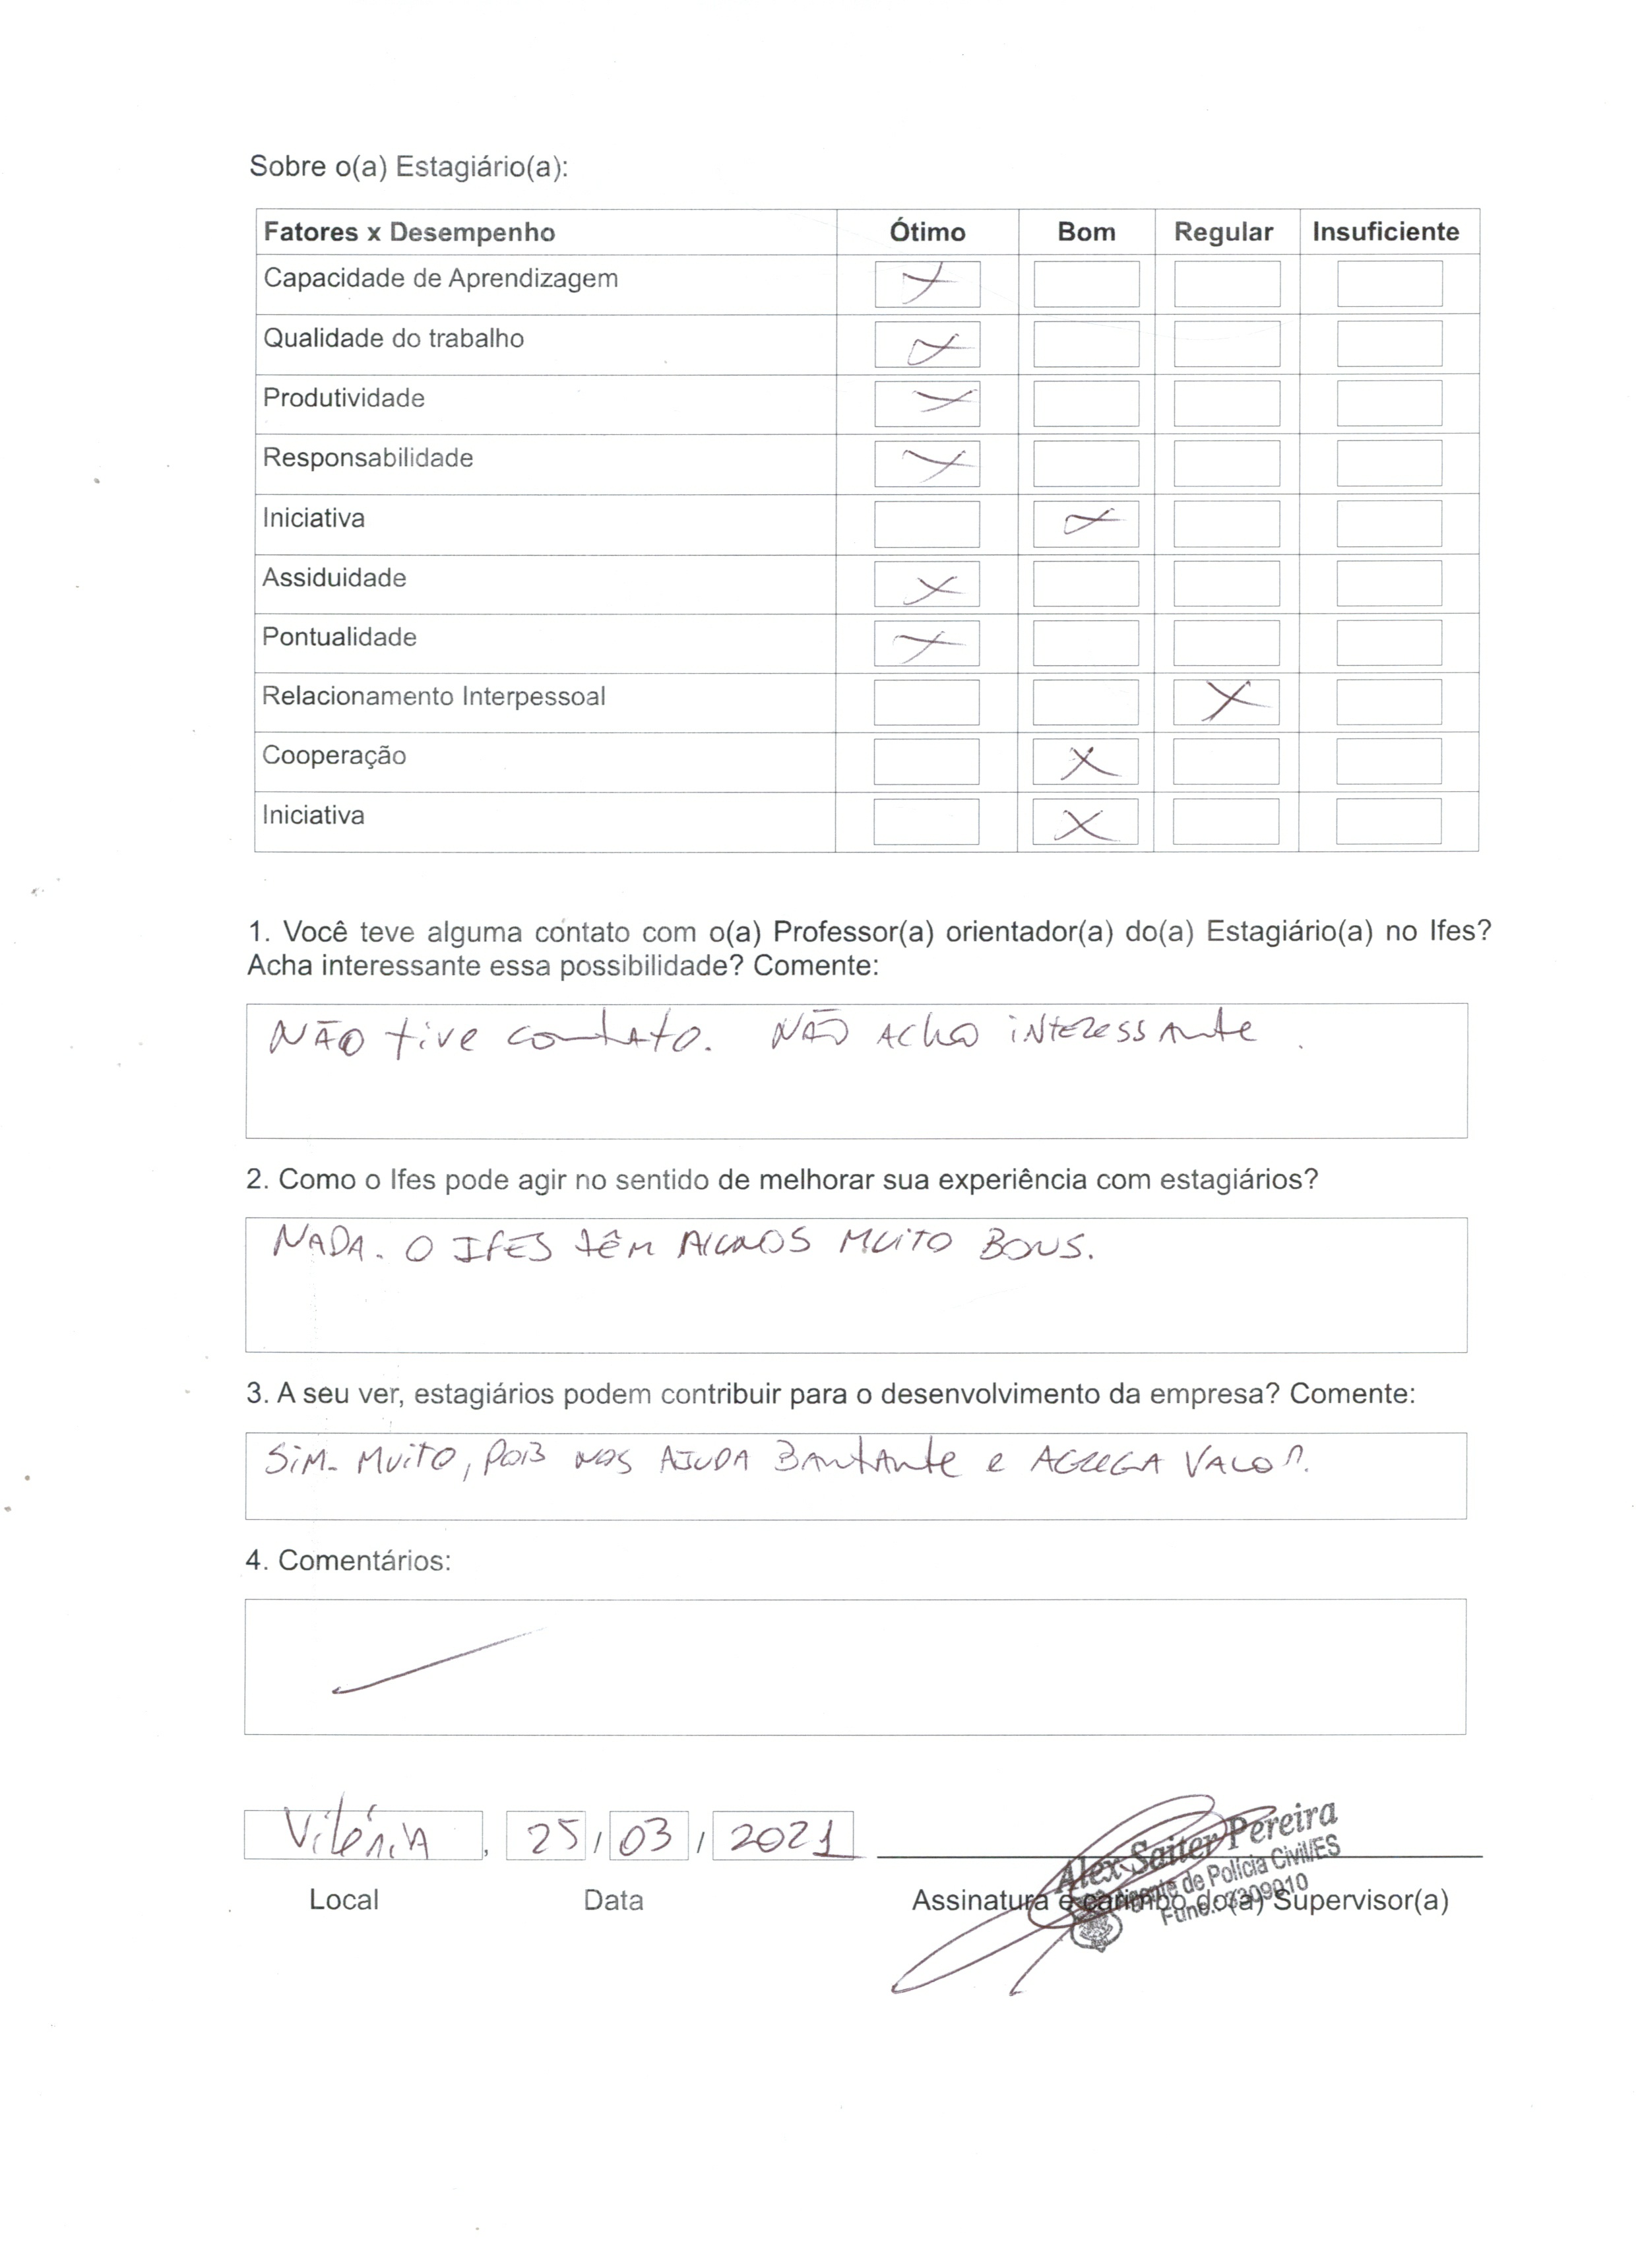 Sobre o(a) Estagiário(a):
Fatores x Desempenho Ótimo Bom Regular Insuficiente
Capacidade de Aprendizagem X
Qualidade do trabalho X
Produtividade X
Responsabilidade X
Iniciativa X
Assiduidade X
Pontualidade X
Relacionamento Interpessoal X
Cooperação X
Iniciativa X
1. Você teve alguma contato com o(a) Professor(a) orientador(a) do(a) Estagiário(a) no Ifes?
Acha interessante essa possibilidade? Comente:
NÃO tive contato. NÃO AChO iNTERESSANte.
2. Como o Ifes pode agir no sentido de melhorar sua experiência com estagiários?
NADA. O IFES têm AlUNOS MUiTO BONS.
3. A seu ver, estagiários podem contribuir para o desenvolvimento da empresa? Comente:
SiM. MUiTO, POIS NOS AJUDA BAStANte e AGREGA VALOR.
4. Comentários:
Vitória, 25/03/2021
Alex Saiter Pereira
Agente de Polícia Civil/ES
Func.: 3309010
Local Data Assinatura e carimbo do(a) Supervisor(a)